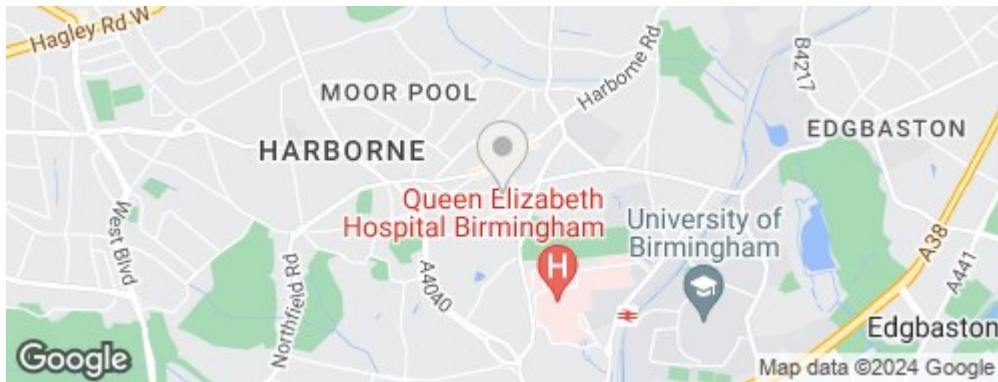 Hagley Rd W
MOOR POOL
Harborne Rd
B4217
HARBORNE
EDGBASTON
Queen Elizabeth
Hospital Birmingham
H
University of
Birmingham
West Blvd
Northfield Rd
A4040
A38
A441
Edgbaston
Google
Map data ©2024 Google